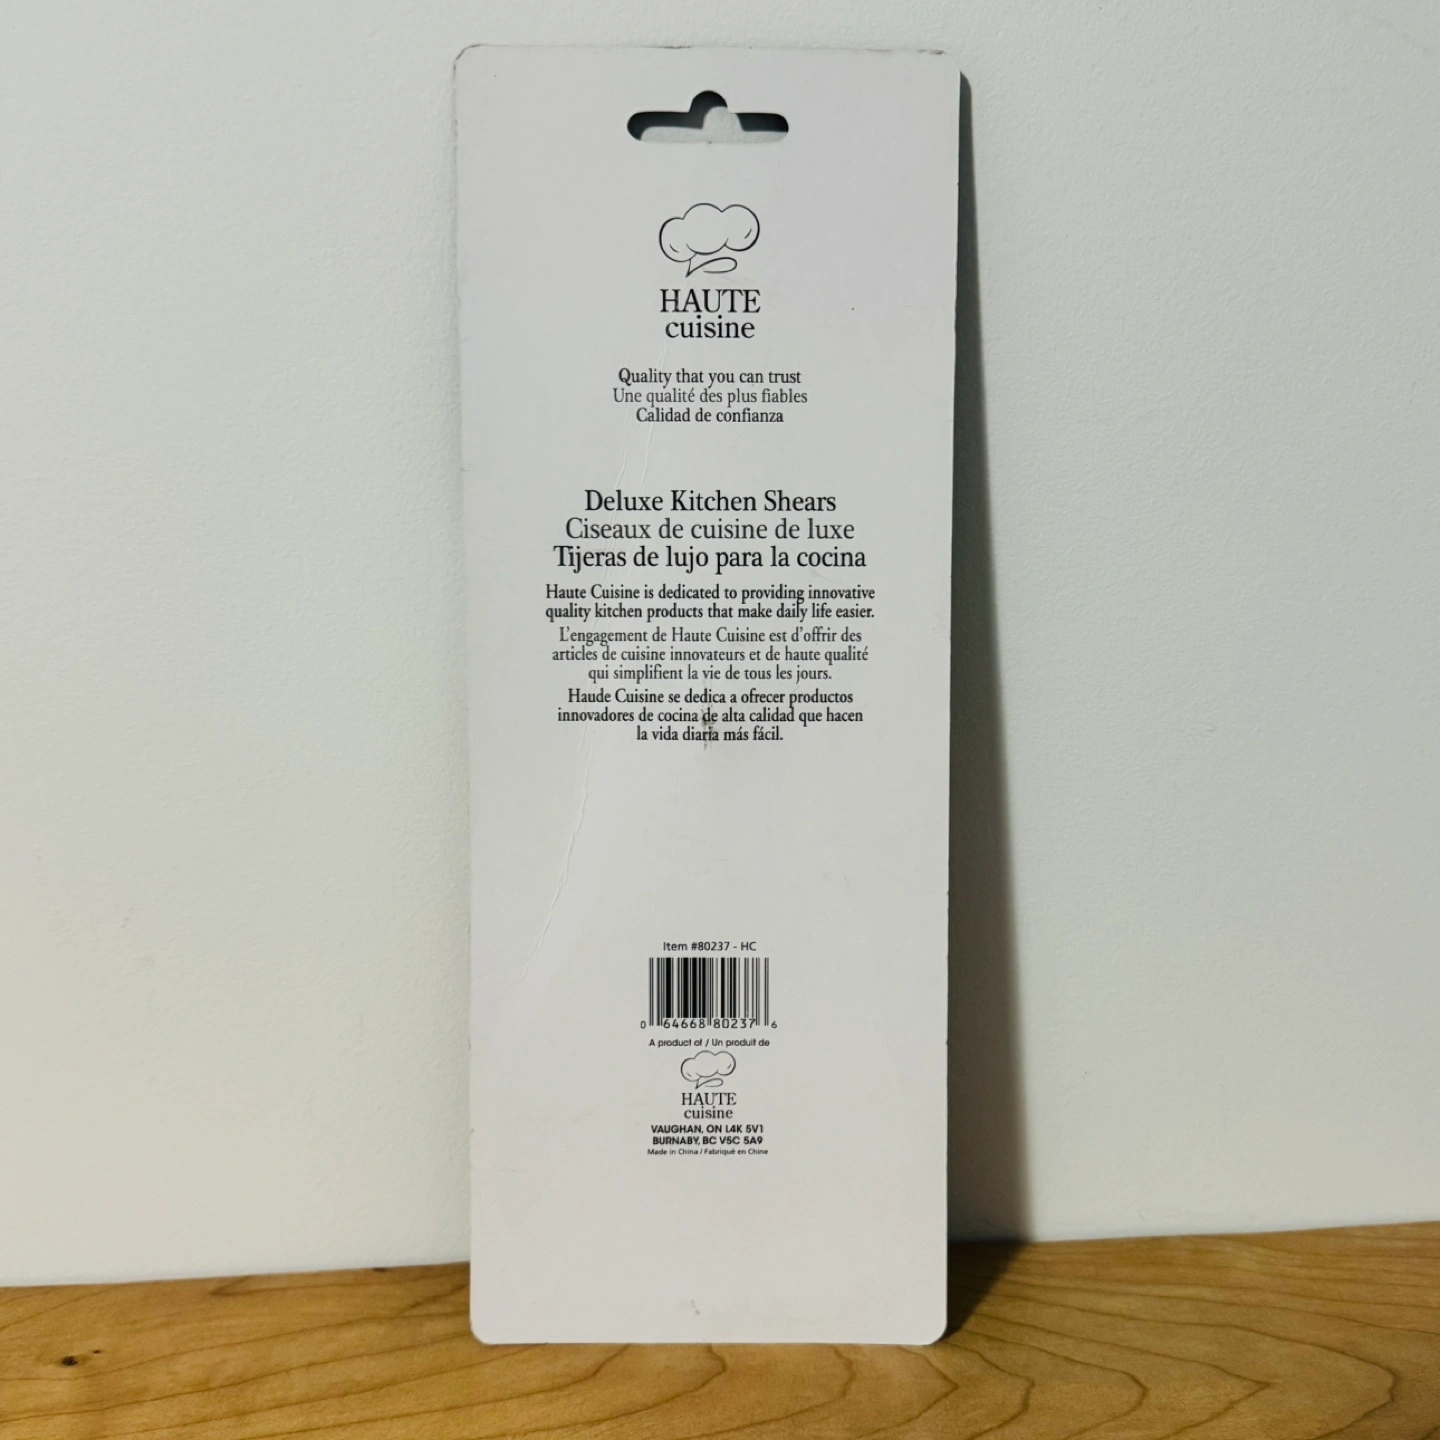 HAUTE
cuisine
Quality that you can trust
Une qualité des plus fiables
Calidad de confianza
Deluxe Kitchen Shears
Ciseaux de cuisine de luxe
Tijeras de lujo para la cocina
Haute Cuisine is dedicated to providing innovative
quality kitchen products that make daily life easier.
L'engagement de Haute Cuisine est d'offrir des
articles de cuisine innovateurs et de haute qualité
qui simplifient la vie de tous les jours.
Haude Cuisine se dedica a ofrecer productos
innovadores de cocina de alta calidad que hacen
la vida diaria más fácil.
Item #80237 - HC
0 64668 80237 6
A product of / Un produit de
HAUTE
cuisine
VAUGHAN, ON L4K 5V1
BURNABY, BC V5C 5A9
Made in China / Fabriqué en Chine